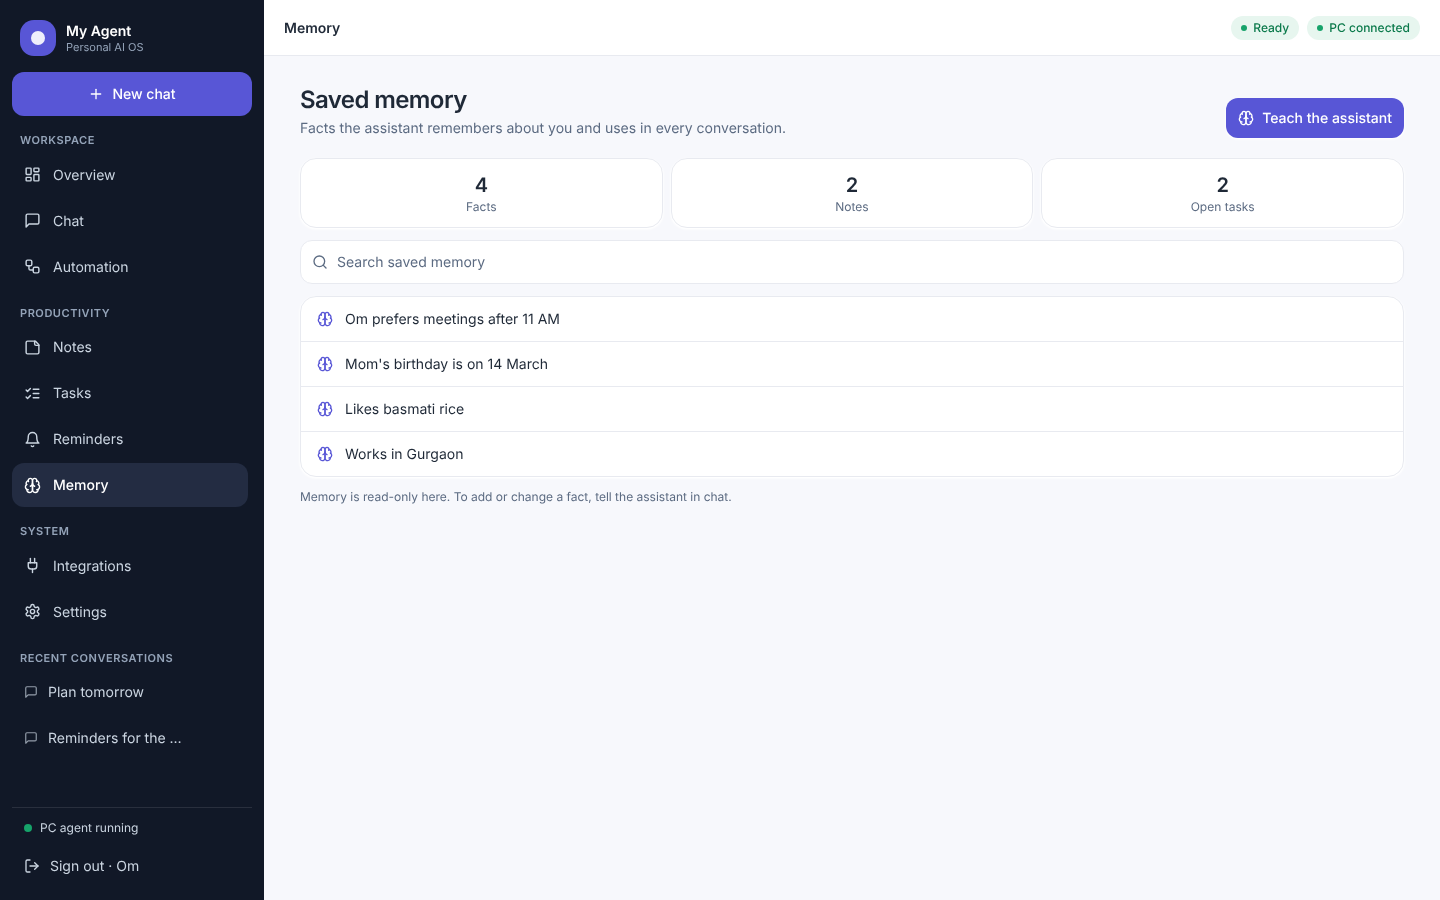 My Agent
Personal AI OS
New chat
WORKSPACE
Overview
Chat
Automation
PRODUCTIVITY
Notes
Tasks
Reminders
Memory
SYSTEM
Integrations
Settings
RECENT CONVERSATIONS
Plan tomorrow
Reminders for the ...
PC agent running
Sign out · Om
Memory
Ready
PC connected
Saved memory
Facts the assistant remembers about you and uses in every conversation.
Teach the assistant
4
Facts
2
Notes
2
Open tasks
Search saved memory
Om prefers meetings after 11 AM
Mom's birthday is on 14 March
Likes basmati rice
Works in Gurgaon
Memory is read-only here. To add or change a fact, tell the assistant in chat.